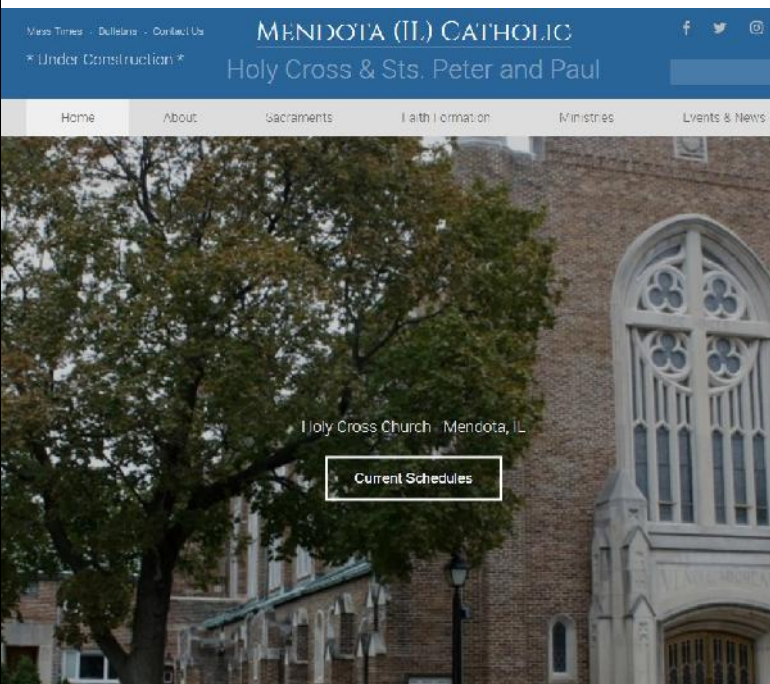 Mass Times - Bulletins - Contact Us
MENDOTA (IL) CATHOLIC
* Under Construction *
Holy Cross & Sts. Peter and Paul
Home About Sacraments Faith Formation Ministries Events & News
Holy Cross Church Mendota, IL
Current Schedules